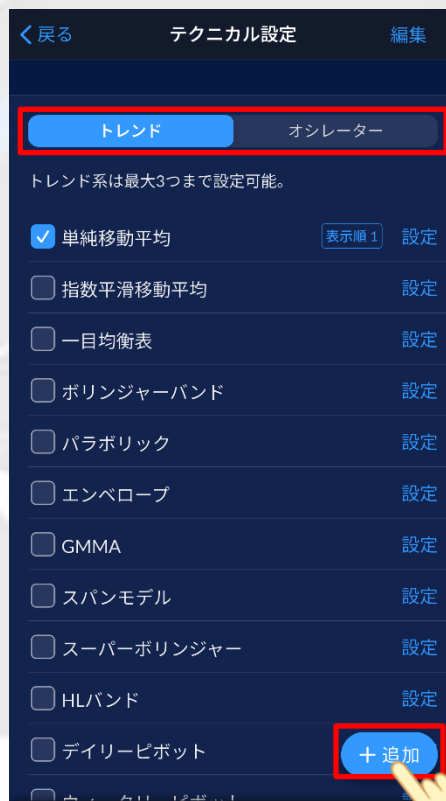 戻る テクニカル設定 編集
トレンド オシレーター
トレンド系は最大3つまで設定可能。
単純移動平均 表示順 1 設定
指数平滑移動平均 設定
一目均衡表 設定
ボリンジャーバンド 設定
パラボリック 設定
エンベロープ 設定
GMMA 設定
スパンモデル 設定
スーパーボリンジャー 設定
HLバンド 設定
デイリーピボット +追加